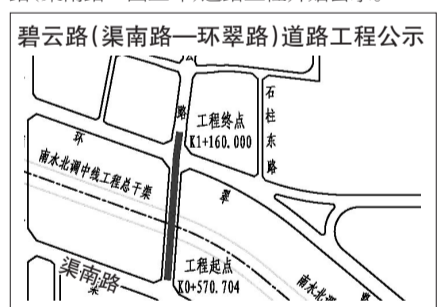 碧云路(渠南路—环翠路)道路工程公示
路
工程终点
K1+160.000
石柱东路
环
南水北调中线工程总干渠
翠
工程起点
K0+570.704
渠南路
南水北调